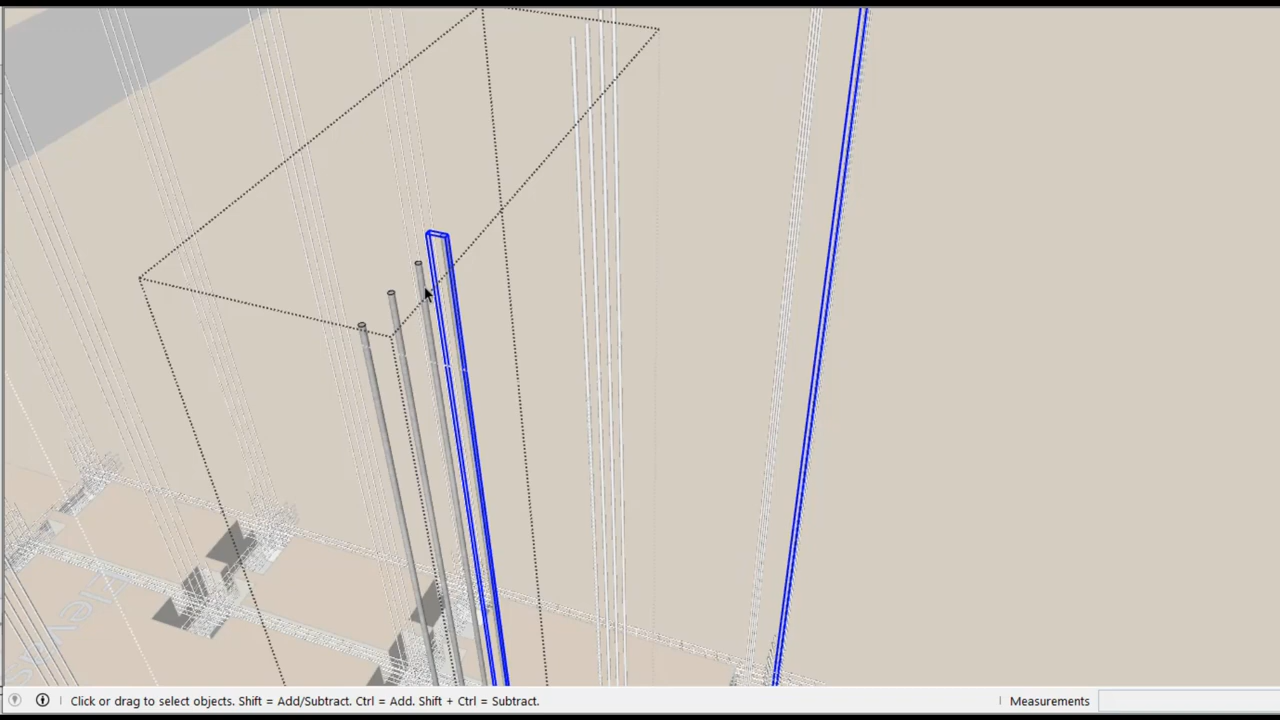 Click or drag to select objects. Shift = Add/Subtract. Ctrl = Add. Shift + Ctrl = Subtract.
Measurements